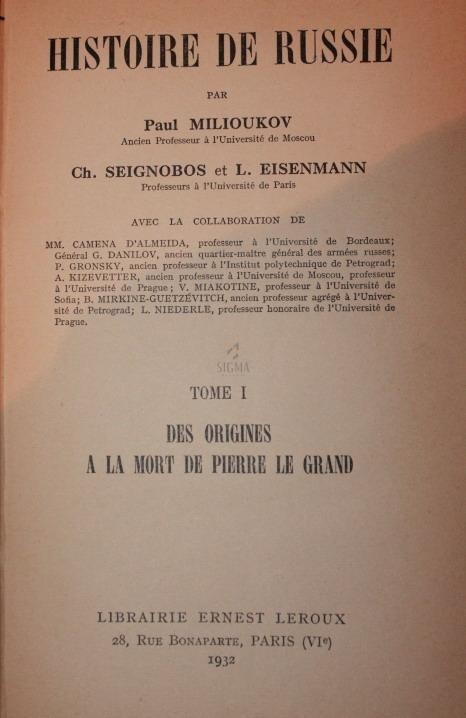 HISTOIRE DE RUSSIE
PAR
Paul MILIOUKOV
Ancien Professeur à l'Université de Moscou
Ch. SEIGNOBOS et L. EISENMANN
Professeurs à l'Université de Paris
AVEC LA COLLABORATION DE
MM. CAMENA D'ALMEIDA, professeur à l'Université de Bordeaux;
Général G. DANILOV, ancien quartier-maître général des armées russes;
P. GRONSKY, ancien professeur à l'Institut polytechnique de Petrograd;
A. KIZEVETTER, ancien professeur à l'Université de Moscou, professeur
à l'Université de Prague; V. MIAKOTINE, professeur à l'Université de
Sofia; B. MIRKINE-GUETZÉVITCH, ancien professeur agrégé à l'Univer-
sité de Petrograd; L. NIEDERLE, professeur honoraire de l'Université de
Prague.
SIGMA
TOME I
DES ORIGINES
A LA MORT DE PIERRE LE GRAND
LIBRAIRIE ERNEST LEROUX
28, RUE BONAPARTE, PARIS (VIe)
1932